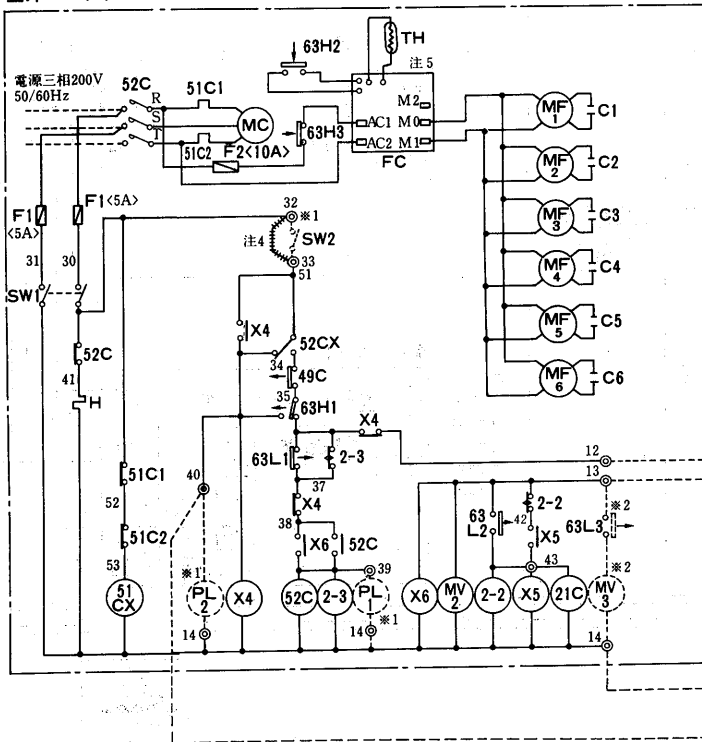 63H2
TH
注5
電源三相200V
50/60Hz
52C
51C1
R
S
T
MC
51C2
F2<10A>
63H3
M2
AC1 M0
AC2 M1
FC
MF
1
C1
MF
2
C2
MF
3
C3
MF
4
C4
MF
5
C5
MF
6
C6
F1
<5A>
F1<5A>
31
30
SW1
52C
41
H
32
※1
注4
SW2
33
51
X4
52CX
34
49C
35
63H1
X4
12
13
63L1
2-3
37
X4
38
X6
52C
39
40
51C1
52
51C2
53
51
CX
※1
PL
2
14
X4
52C
2-3
PL
1
※1
14
63
L2
42
2-2
X5
43
63L3
※2
※2
X6
MV
2
2-2
X5
21C
MV
3
14